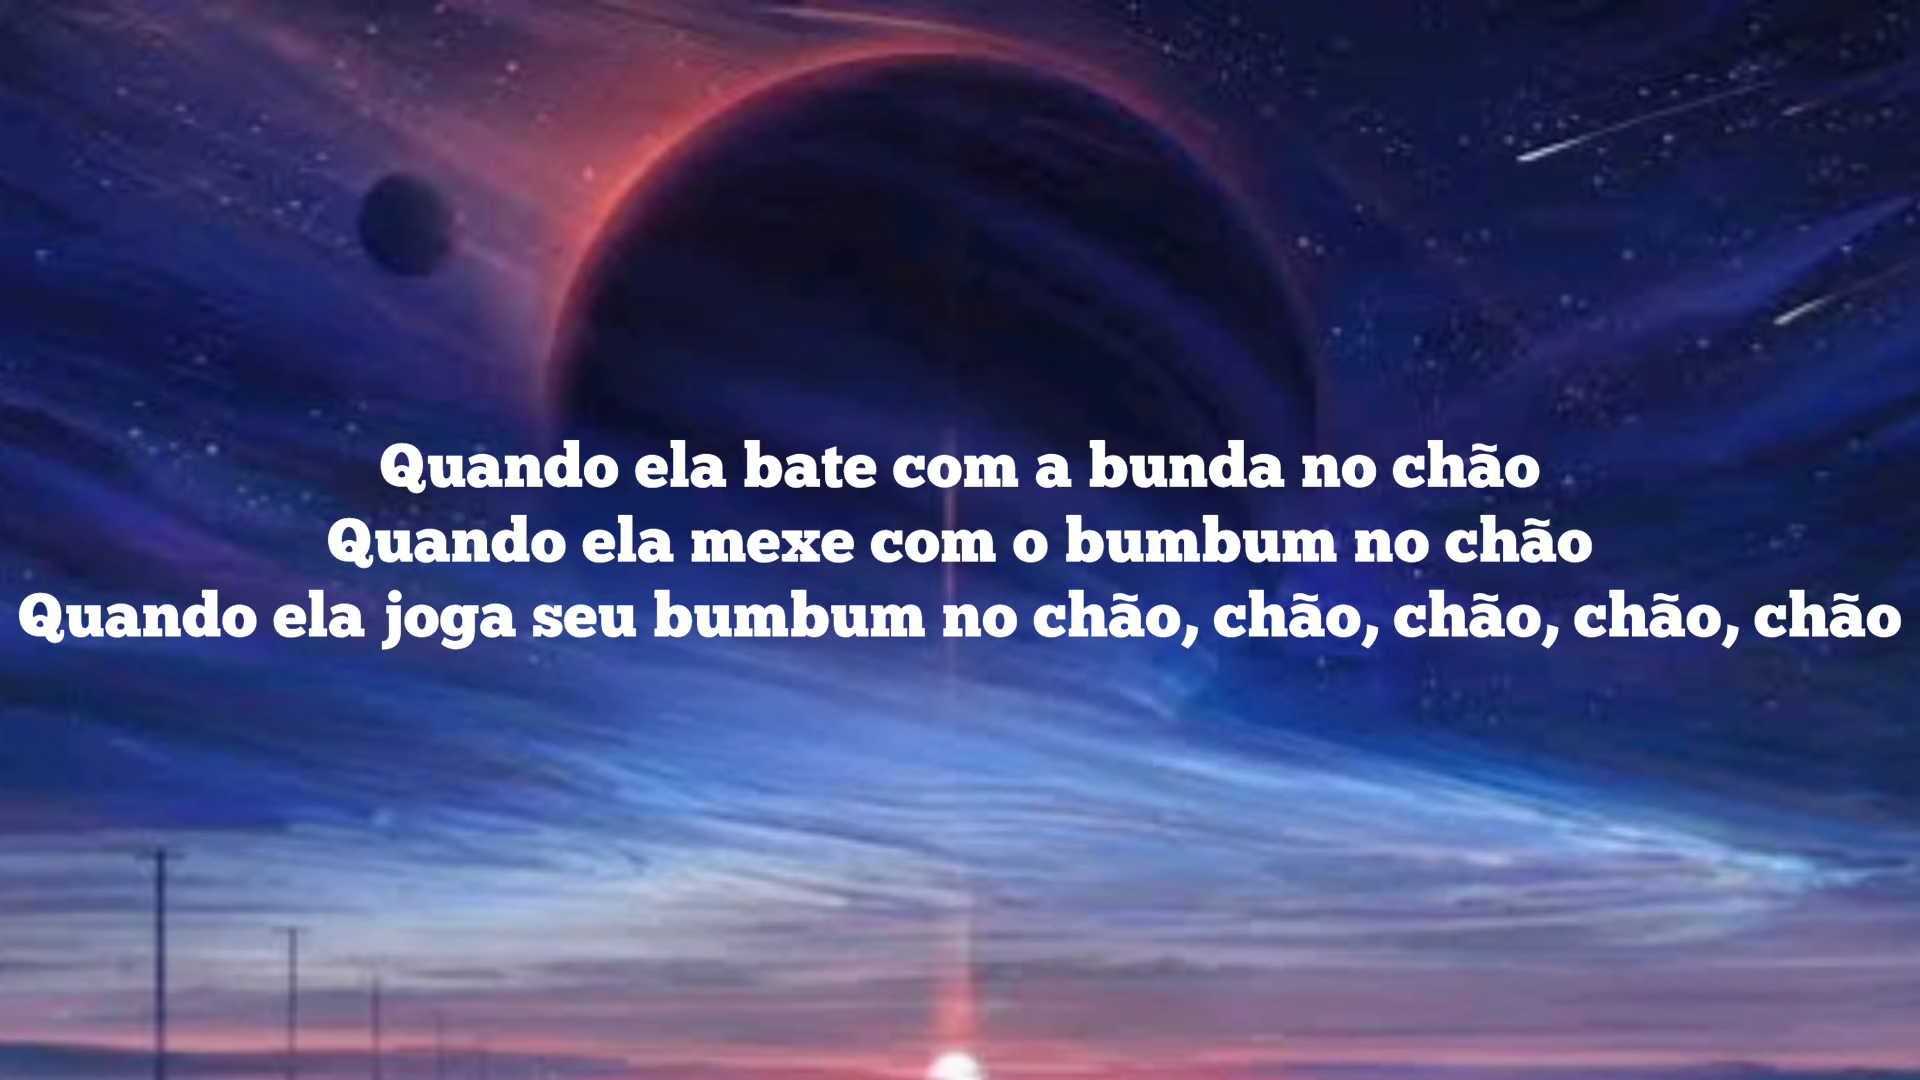 Quando ela bate com a bunda no chão
Quando ela mexe com o bumbum no chão
Quando ela joga seu bumbum no chão, chão, chão, chão, chão